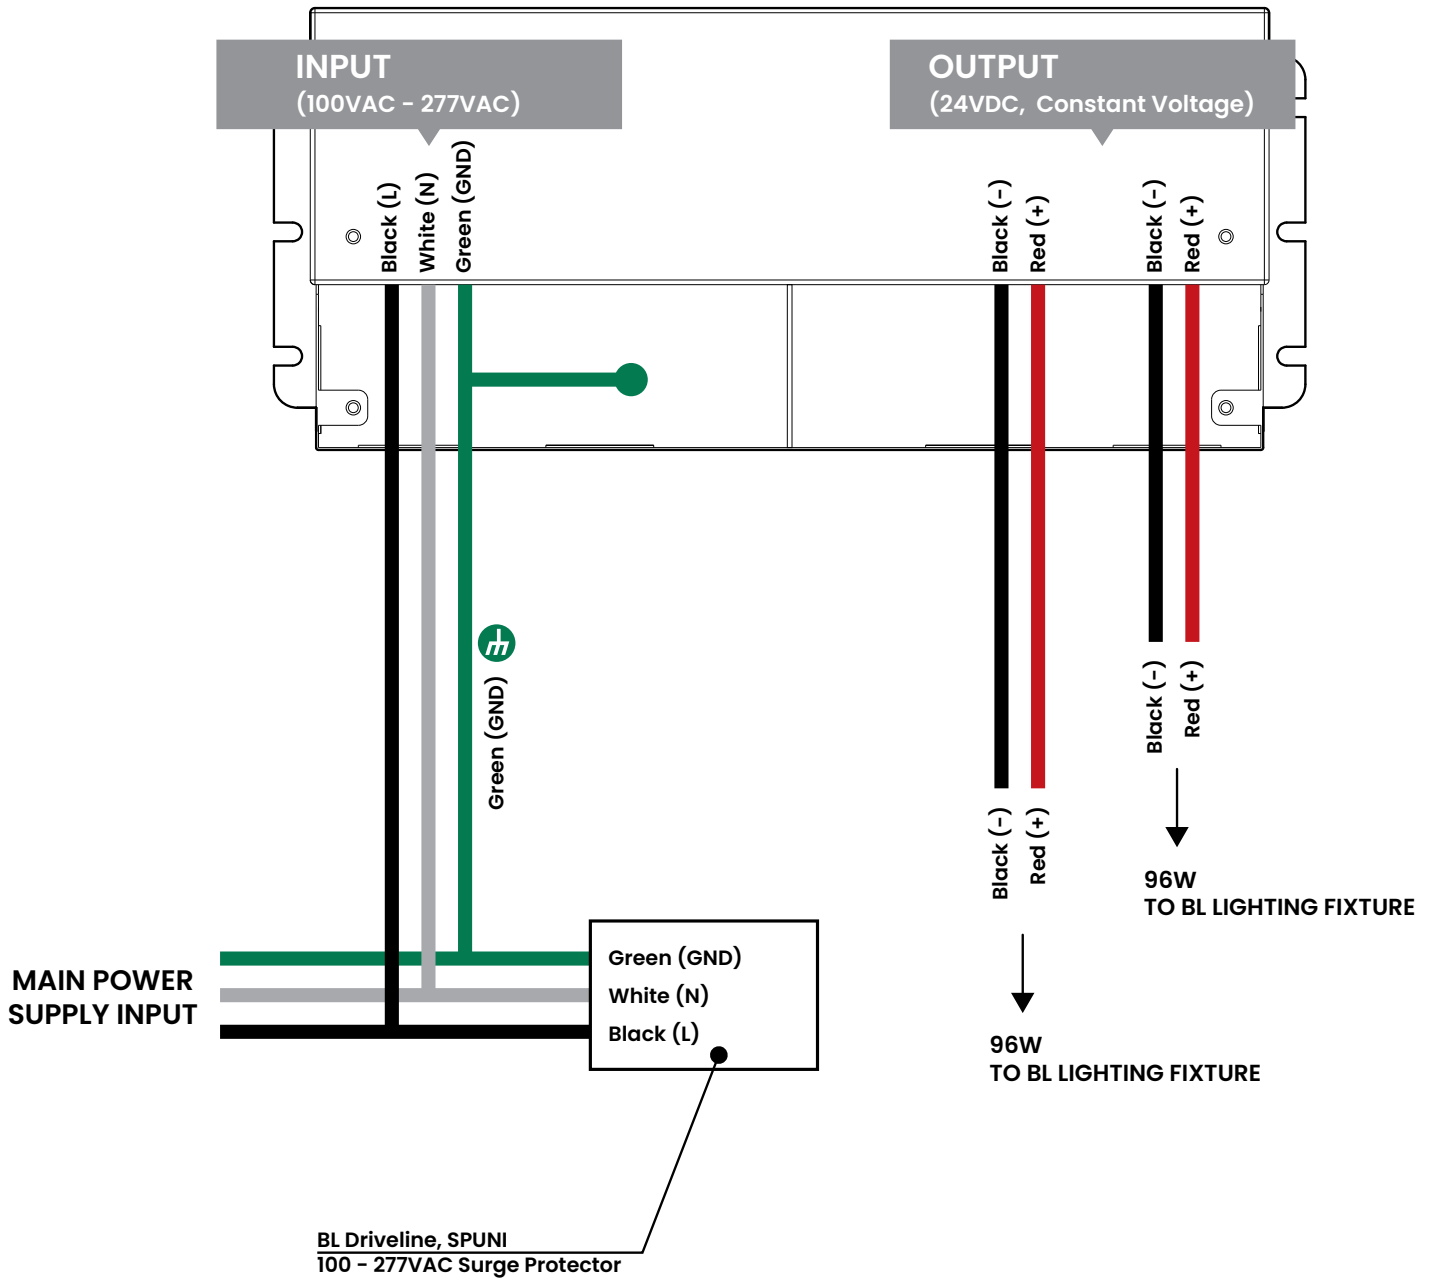 INPUT
(100VAC - 277VAC)
OUTPUT
(24VDC, Constant Voltage)
Black (L)
White (N)
Green (GND)
Black (-)
Red (+)
Black (-)
Red (+)
Green (GND)
Black (-)
Red (+)
Black (-)
Red (+)
96W
TO BL LIGHTING FIXTURE
96W
TO BL LIGHTING FIXTURE
MAIN POWER
SUPPLY INPUT
Green (GND)
White (N)
Black (L)
BL Driveline, SPUNI
100 - 277VAC Surge Protector